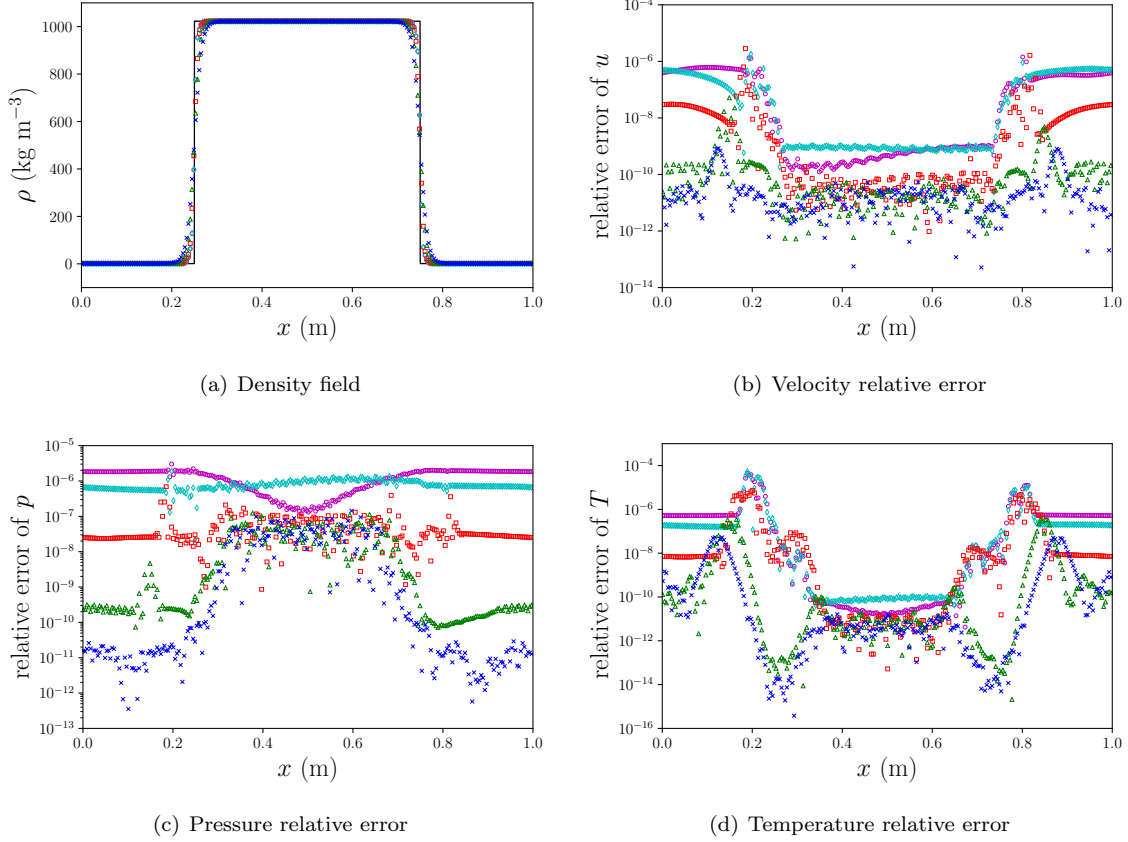 1000
800
600
400
200
0
ρ (kg m⁻³)
0.0 0.2 0.4 0.6 0.8 1.0
x (m)
(a) Density field
10⁻⁴
10⁻⁶
10⁻⁸
10⁻¹⁰
10⁻¹²
10⁻¹⁴
relative error of u
0.0 0.2 0.4 0.6 0.8 1.0
x (m)
(b) Velocity relative error
10⁻⁵
10⁻⁶
10⁻⁷
10⁻⁸
10⁻⁹
10⁻¹⁰
10⁻¹¹
10⁻¹²
10⁻¹³
relative error of p
0.0 0.2 0.4 0.6 0.8 1.0
x (m)
(c) Pressure relative error
10⁻⁴
10⁻⁶
10⁻⁸
10⁻¹⁰
10⁻¹²
10⁻¹⁴
10⁻¹⁶
relative error of T
0.0 0.2 0.4 0.6 0.8 1.0
x (m)
(d) Temperature relative error